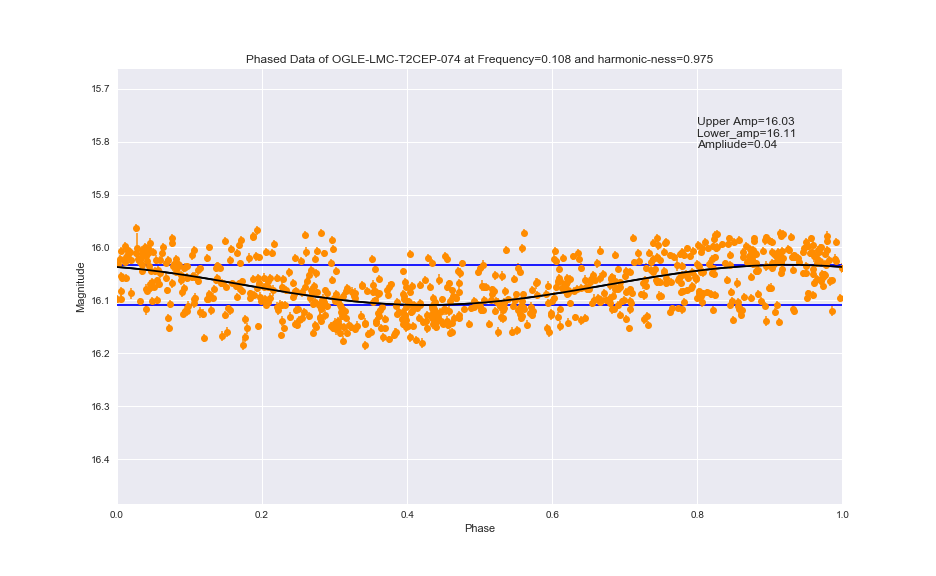 Phased Data of OGLE-LMC-T2CEP-074 at Frequency=0.108 and harmonic-ness=0.975
15.7
Upper Amp=16.03
Lower_amp=16.11
Ampliude=0.04
15.8
15.9
16.0
Magnitude
16.1
16.2
16.3
16.4
0.0 0.2 0.4 0.6 0.8 1.0
Phase